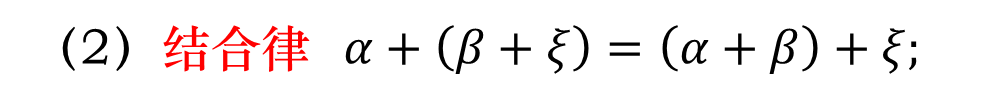 (2) 结合律 α + (β + ξ) = (α + β) + ξ;